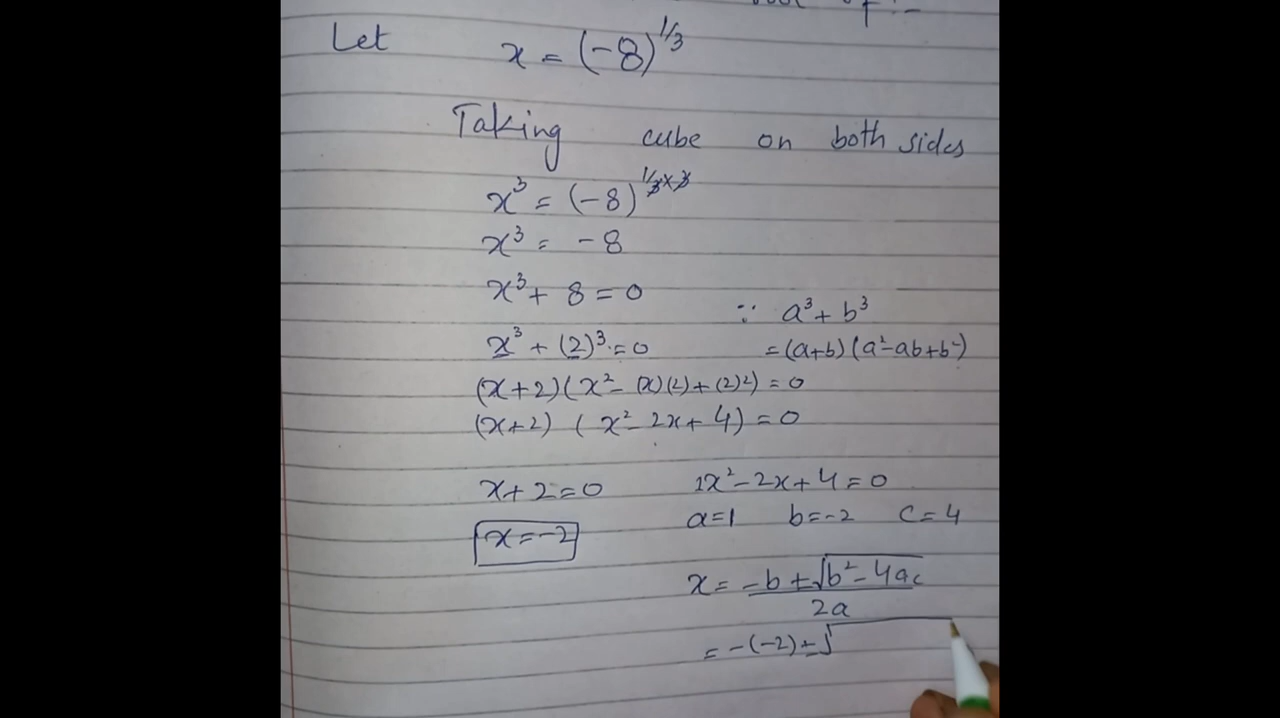 of :-
Let x = (-8)^1/3
Taking cube on both sides
x³ = (-8)^1/3×3
x³ = -8
x³ + 8 = 0
∵ a³ + b³
x³ + (2)³ = 0 = (a+b) (a²-ab+b²)
(x+2)(x² - (x)(2) + (2)²) = 0
(x+2) (x² - 2x + 4) = 0
x + 2 = 0 1x² - 2x + 4 = 0
a=1 b=-2 c=4
x = -2
x = -b ± √b² - 4ac
2a
= -(-2) ± √